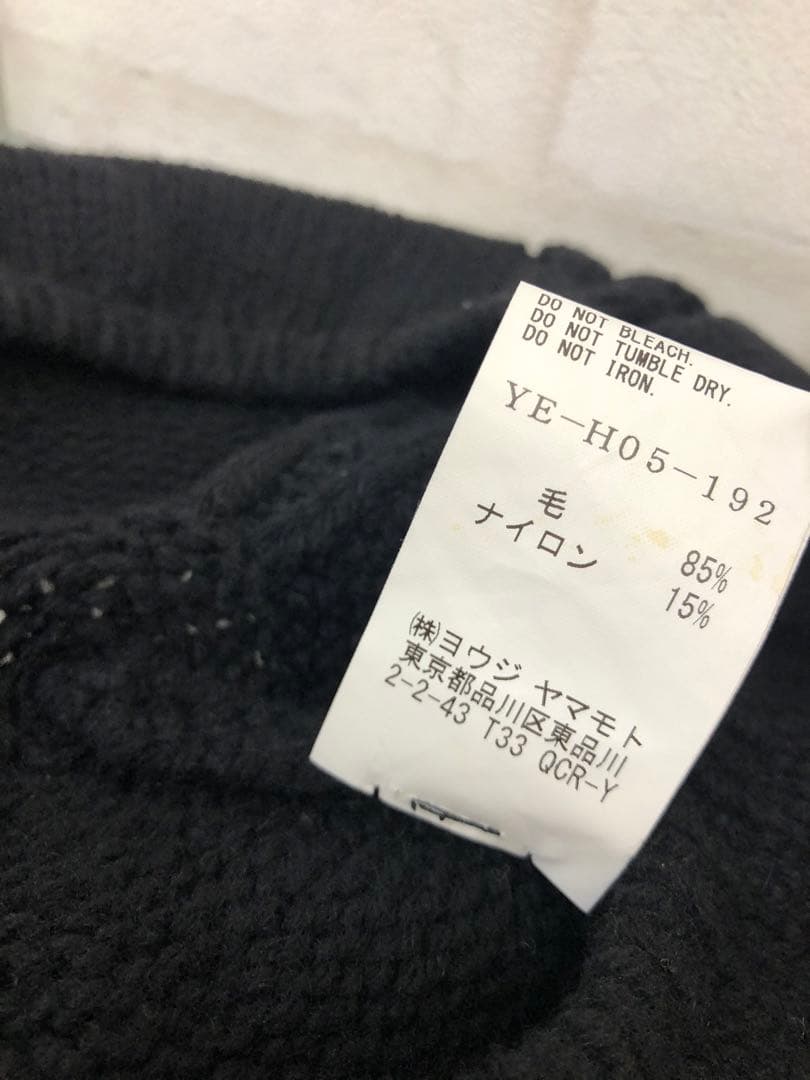 DO NOT BLEACH.
DO NOT TUMBLE DRY.
DO NOT IRON.
YE-H05-192
毛 85%
ナイロン 15%
㈱ヨウジ ヤマモト
東京都品川区東品川
2-2-43 T33 QCR-Y